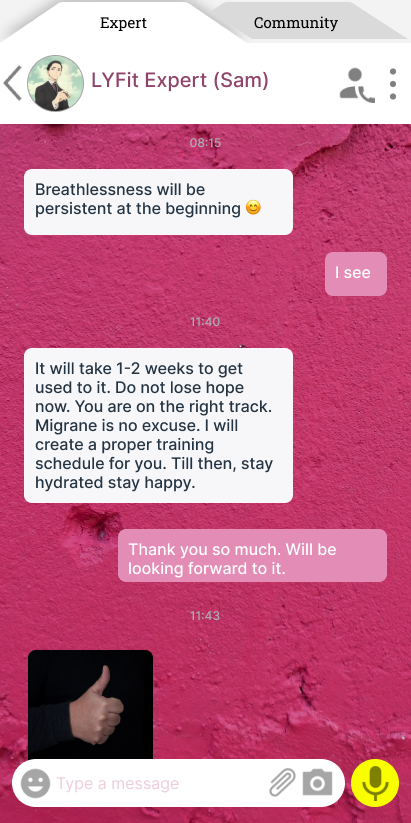 Expert
Community
LYFit Expert (Sam)
08:15
Breathlessness will be
persistent at the beginning 😊
I see
11:40
It will take 1-2 weeks to get
used to it. Do not lose hope
now. You are on the right track.
Migrane is no excuse. I will
create a proper training
schedule for you. Till then, stay
hydrated stay happy.
Thank you so much. Will be
looking forward to it.
11:43
Type a message